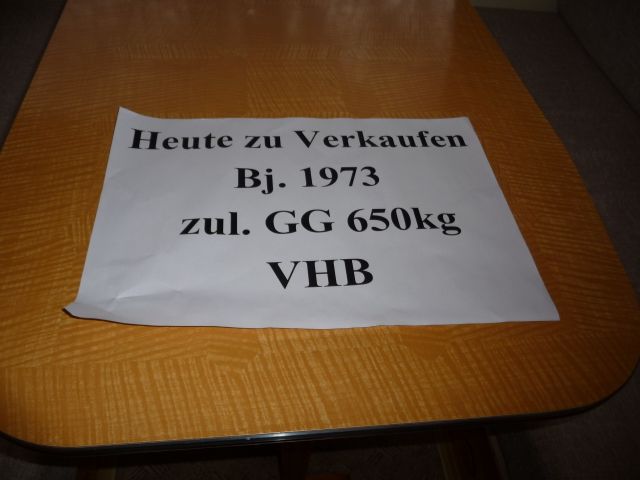 Heute zu Verkaufen
Bj. 1973
zul. GG 650kg
VHB